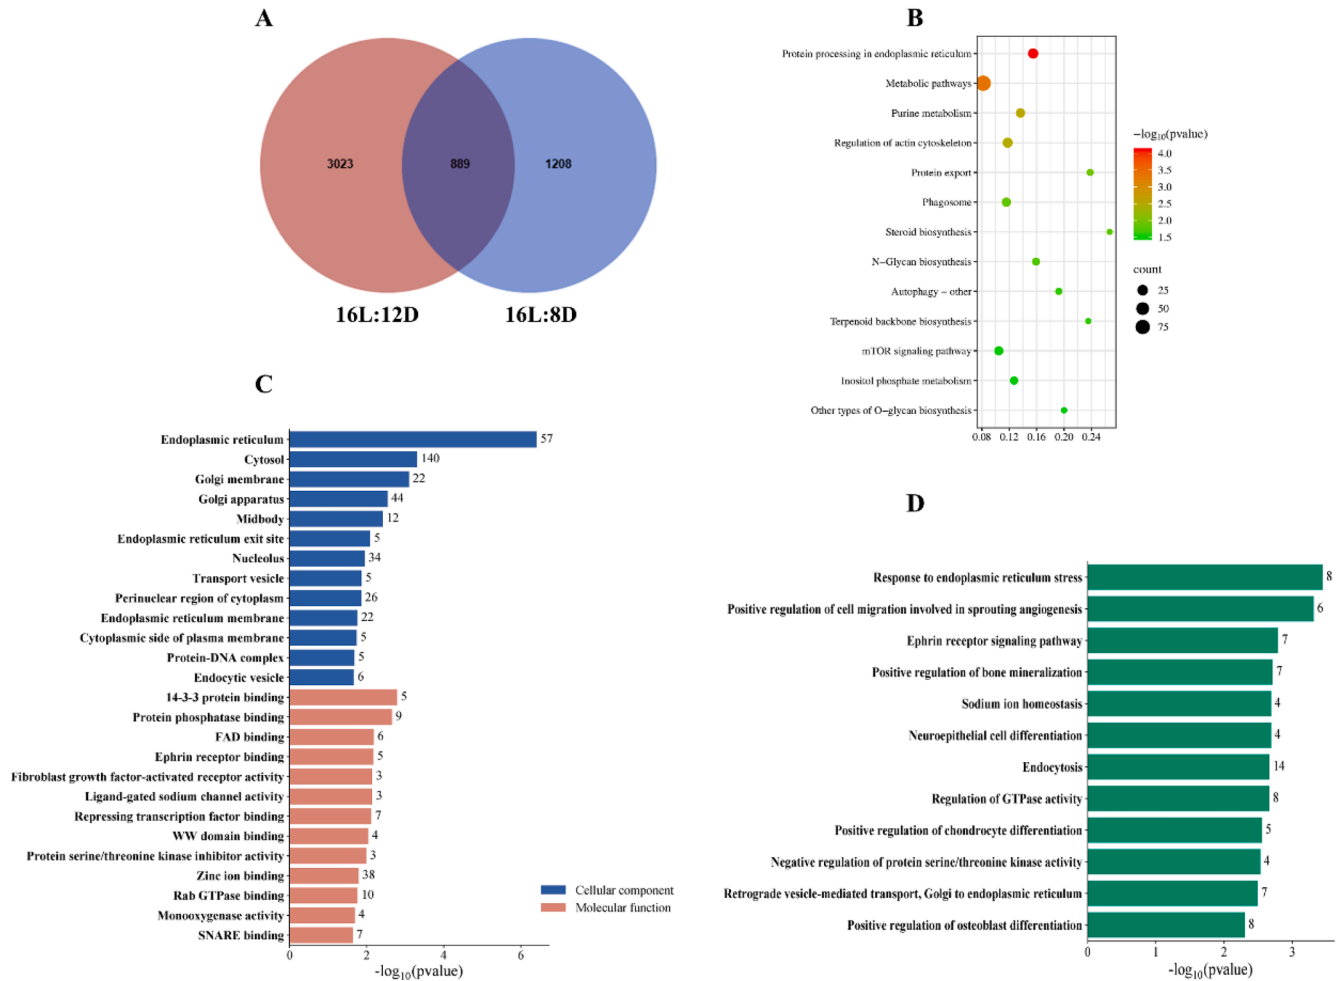 A
3023
889
1208
16L:12D
16L:8D
B
Protein processing in endoplasmic reticulum
Metabolic pathways
Purine metabolism
Regulation of actin cytoskeleton
Protein export
Phagosome
Steroid biosynthesis
N−Glycan biosynthesis
Autophagy − other
Terpenoid backbone biosynthesis
mTOR signaling pathway
Inositol phosphate metabolism
Other types of O−glycan biosynthesis
0.08 0.12 0.16 0.20 0.24
−log10(pvalue)
4.0
3.5
3.0
2.5
2.0
1.5
count
25
50
75
C
Endoplasmic reticulum 57
Cytosol 140
Golgi membrane 22
Golgi apparatus 44
Midbody 12
Endoplasmic reticulum exit site 5
Nucleolus 34
Transport vesicle 5
Perinuclear region of cytoplasm 26
Endoplasmic reticulum membrane 22
Cytoplasmic side of plasma membrane 5
Protein-DNA complex 5
Endocytic vesicle 6
14-3-3 protein binding 5
Protein phosphatase binding 9
FAD binding 6
Ephrin receptor binding 5
Fibroblast growth factor-activated receptor activity 3
Ligand-gated sodium channel activity 3
Repressing transcription factor binding 7
WW domain binding 4
Protein serine/threonine kinase inhibitor activity 3
Zinc ion binding 38
Rab GTPase binding 10
Monooxygenase activity 4
SNARE binding 7
0 2 4 6
-log10(pvalue)
Cellular component
Molecular function
D
Response to endoplasmic reticulum stress 8
Positive regulation of cell migration involved in sprouting angiogenesis 6
Ephrin receptor signaling pathway 7
Positive regulation of bone mineralization 7
Sodium ion homeostasis 4
Neuroepithelial cell differentiation 4
Endocytosis 14
Regulation of GTPase activity 8
Positive regulation of chondrocyte differentiation 5
Negative regulation of protein serine/threonine kinase activity 4
Retrograde vesicle-mediated transport, Golgi to endoplasmic reticulum 7
Positive regulation of osteoblast differentiation 8
0 1 2 3
-log10(pvalue)